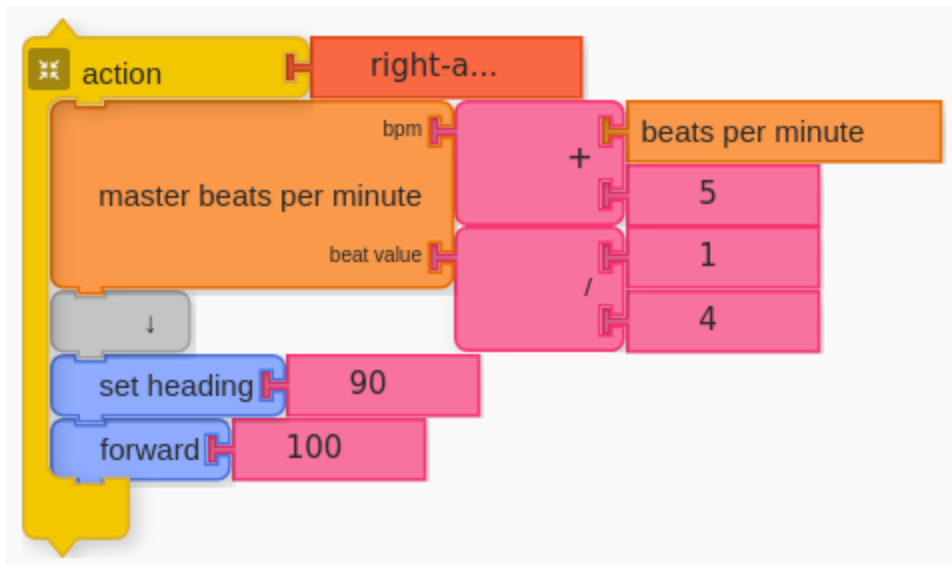 action right-a...
bpm
+ beats per minute
master beats per minute 5
beat value 1
/
↓ 4
set heading 90
forward 100